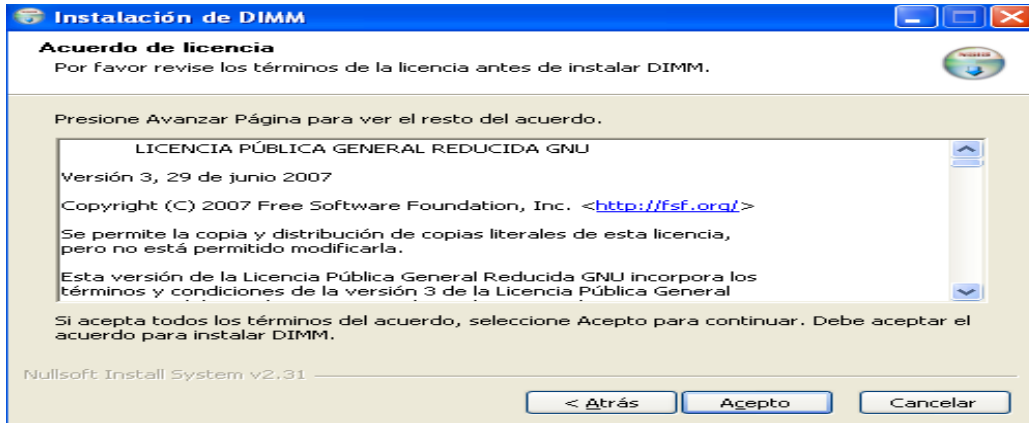 Instalación de DIMM
Acuerdo de licencia
Por favor revise los términos de la licencia antes de instalar DIMM.
Presione Avanzar Página para ver el resto del acuerdo.
LICENCIA PÚBLICA GENERAL REDUCIDA GNU
Versión 3, 29 de junio 2007
Copyright (C) 2007 Free Software Foundation, Inc. <http://fsf.org/>
Se permite la copia y distribución de copias literales de esta licencia,
pero no está permitido modificarla.
Esta versión de la Licencia Pública General Reducida GNU incorpora los
términos y condiciones de la versión 3 de la Licencia Pública General
Si acepta todos los términos del acuerdo, seleccione Acepto para continuar. Debe aceptar el
acuerdo para instalar DIMM.
Nullsoft Install System v2.31
< Atrás
Acepto
Cancelar